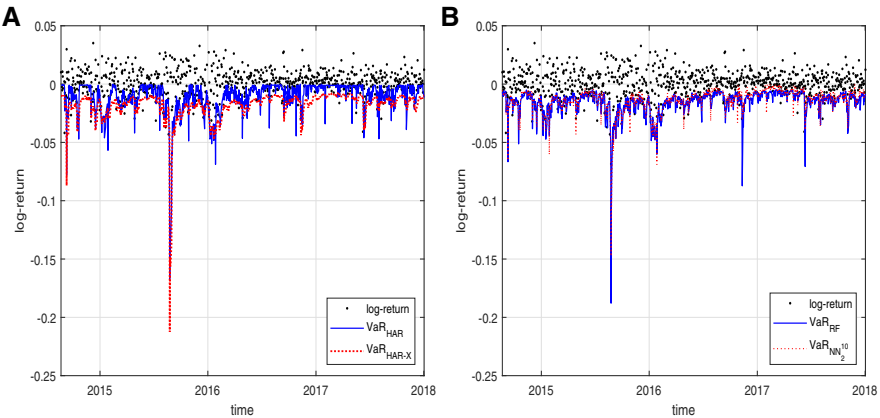 A
0.05
0
-0.05
-0.1
-0.15
-0.2
-0.25
log-return
2015
2016
2017
2018
time
log-return
VaR_HAR
VaR_HAR-X
B
0.05
0
-0.05
-0.1
-0.15
-0.2
-0.25
log-return
2015
2016
2017
2018
time
log-return
VaR_RF
VaR_NN_2^10